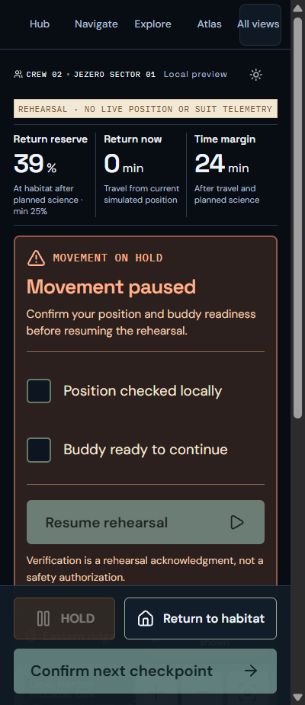 Hub Navigate Explore Atlas All views
CREW 02 · JEZERO SECTOR 01 Local preview
REHEARSAL · NO LIVE POSITION OR SUIT TELEMETRY
Return reserve
39 %
At habitat after
planned science ·
min 25%
Return now
0 min
Travel from current
simulated position
Time margin
24 min
After travel and
planned science
MOVEMENT ON HOLD
Movement paused
Confirm your position and buddy readiness
before resuming the rehearsal.
Position checked locally
Buddy ready to continue
Resume rehearsal
Verification is a rehearsal acknowledgment, not a
safety authorization.
HOLD
Return to habitat
Confirm next checkpoint